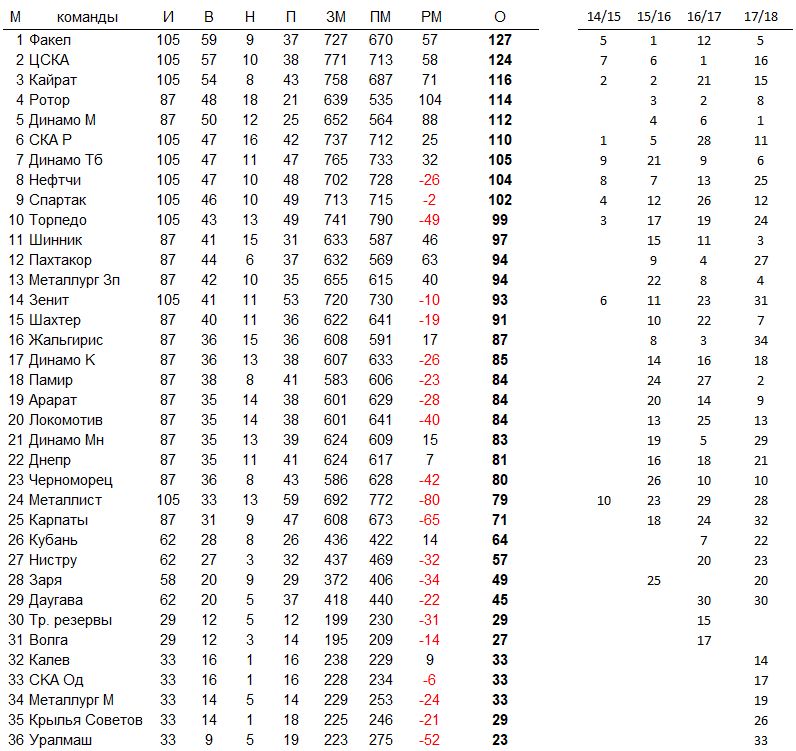 М команды И В Н П ЗМ ПМ РМ О 14/15 15/16 16/17 17/18
1 Факел 105 59 9 37 727 670 57 127 5 1 12 5
2 ЦСКА 105 57 10 38 771 713 58 124 7 6 1 16
3 Кайрат 105 54 8 43 758 687 71 116 2 2 21 15
4 Ротор 87 48 18 21 639 535 104 114 3 2 8
5 Динамо М 87 50 12 25 652 564 88 112 4 6 1
6 СКА Р 105 47 16 42 737 712 25 110 1 5 28 11
7 Динамо Тб 105 47 11 47 765 733 32 105 9 21 9 6
8 Нефтчи 105 47 10 48 702 728 -26 104 8 7 13 25
9 Спартак 105 46 10 49 713 715 -2 102 4 12 26 12
10 Торпедо 105 43 13 49 741 790 -49 99 3 17 19 24
11 Шинник 87 41 15 31 633 587 46 97 15 11 3
12 Пахтакор 87 44 6 37 632 569 63 94 9 4 27
13 Металлург Зп 87 42 10 35 655 615 40 94 22 8 4
14 Зенит 105 41 11 53 720 730 -10 93 6 11 23 31
15 Шахтер 87 40 11 36 622 641 -19 91 10 22 7
16 Жальгирис 87 36 15 36 608 591 17 87 8 3 34
17 Динамо К 87 36 13 38 607 633 -26 85 14 16 18
18 Памир 87 38 8 41 583 606 -23 84 24 27 2
19 Арарат 87 35 14 38 601 629 -28 84 20 14 9
20 Локомотив 87 35 14 38 601 641 -40 84 13 25 13
21 Динамо Мн 87 35 13 39 624 609 15 83 19 5 29
22 Днепр 87 35 11 41 624 617 7 81 16 18 21
23 Черноморец 87 36 8 43 586 628 -42 80 26 10 10
24 Металлист 105 33 13 59 692 772 -80 79 10 23 29 28
25 Карпаты 87 31 9 47 608 673 -65 71 18 24 32
26 Кубань 62 28 8 26 436 422 14 64 7 22
27 Нистру 62 27 3 32 437 469 -32 57 20 23
28 Заря 58 20 9 29 372 406 -34 49 25 20
29 Даугава 62 20 5 37 418 440 -22 45 30 30
30 Тр. резервы 29 12 5 12 199 230 -31 29 15
31 Волга 29 12 3 14 195 209 -14 27 17
32 Калев 33 16 1 16 238 229 9 33 14
33 СКА Од 33 16 1 16 228 234 -6 33 17
34 Металлург М 33 14 5 14 229 253 -24 33 19
35 Крылья Советов 33 14 1 18 225 246 -21 29 26
36 Уралмаш 33 9 5 19 223 275 -52 23 33